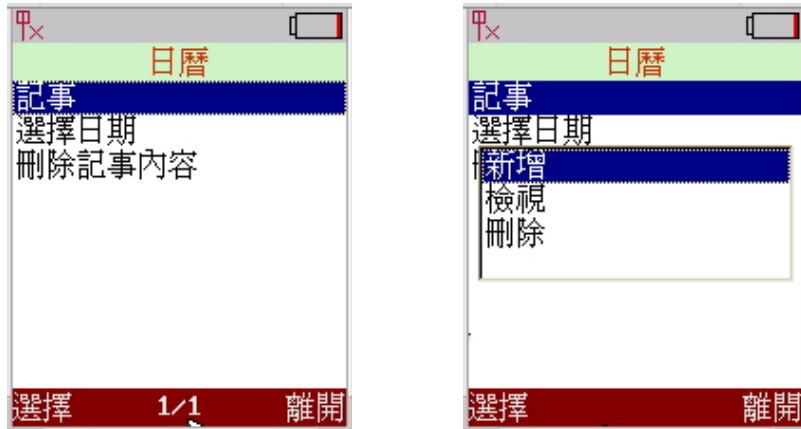 日曆
記事
選擇日期
刪除記事內容
選擇 1/1 離開
日曆
記事
選擇日期
新增
檢視
刪除
選擇 離開